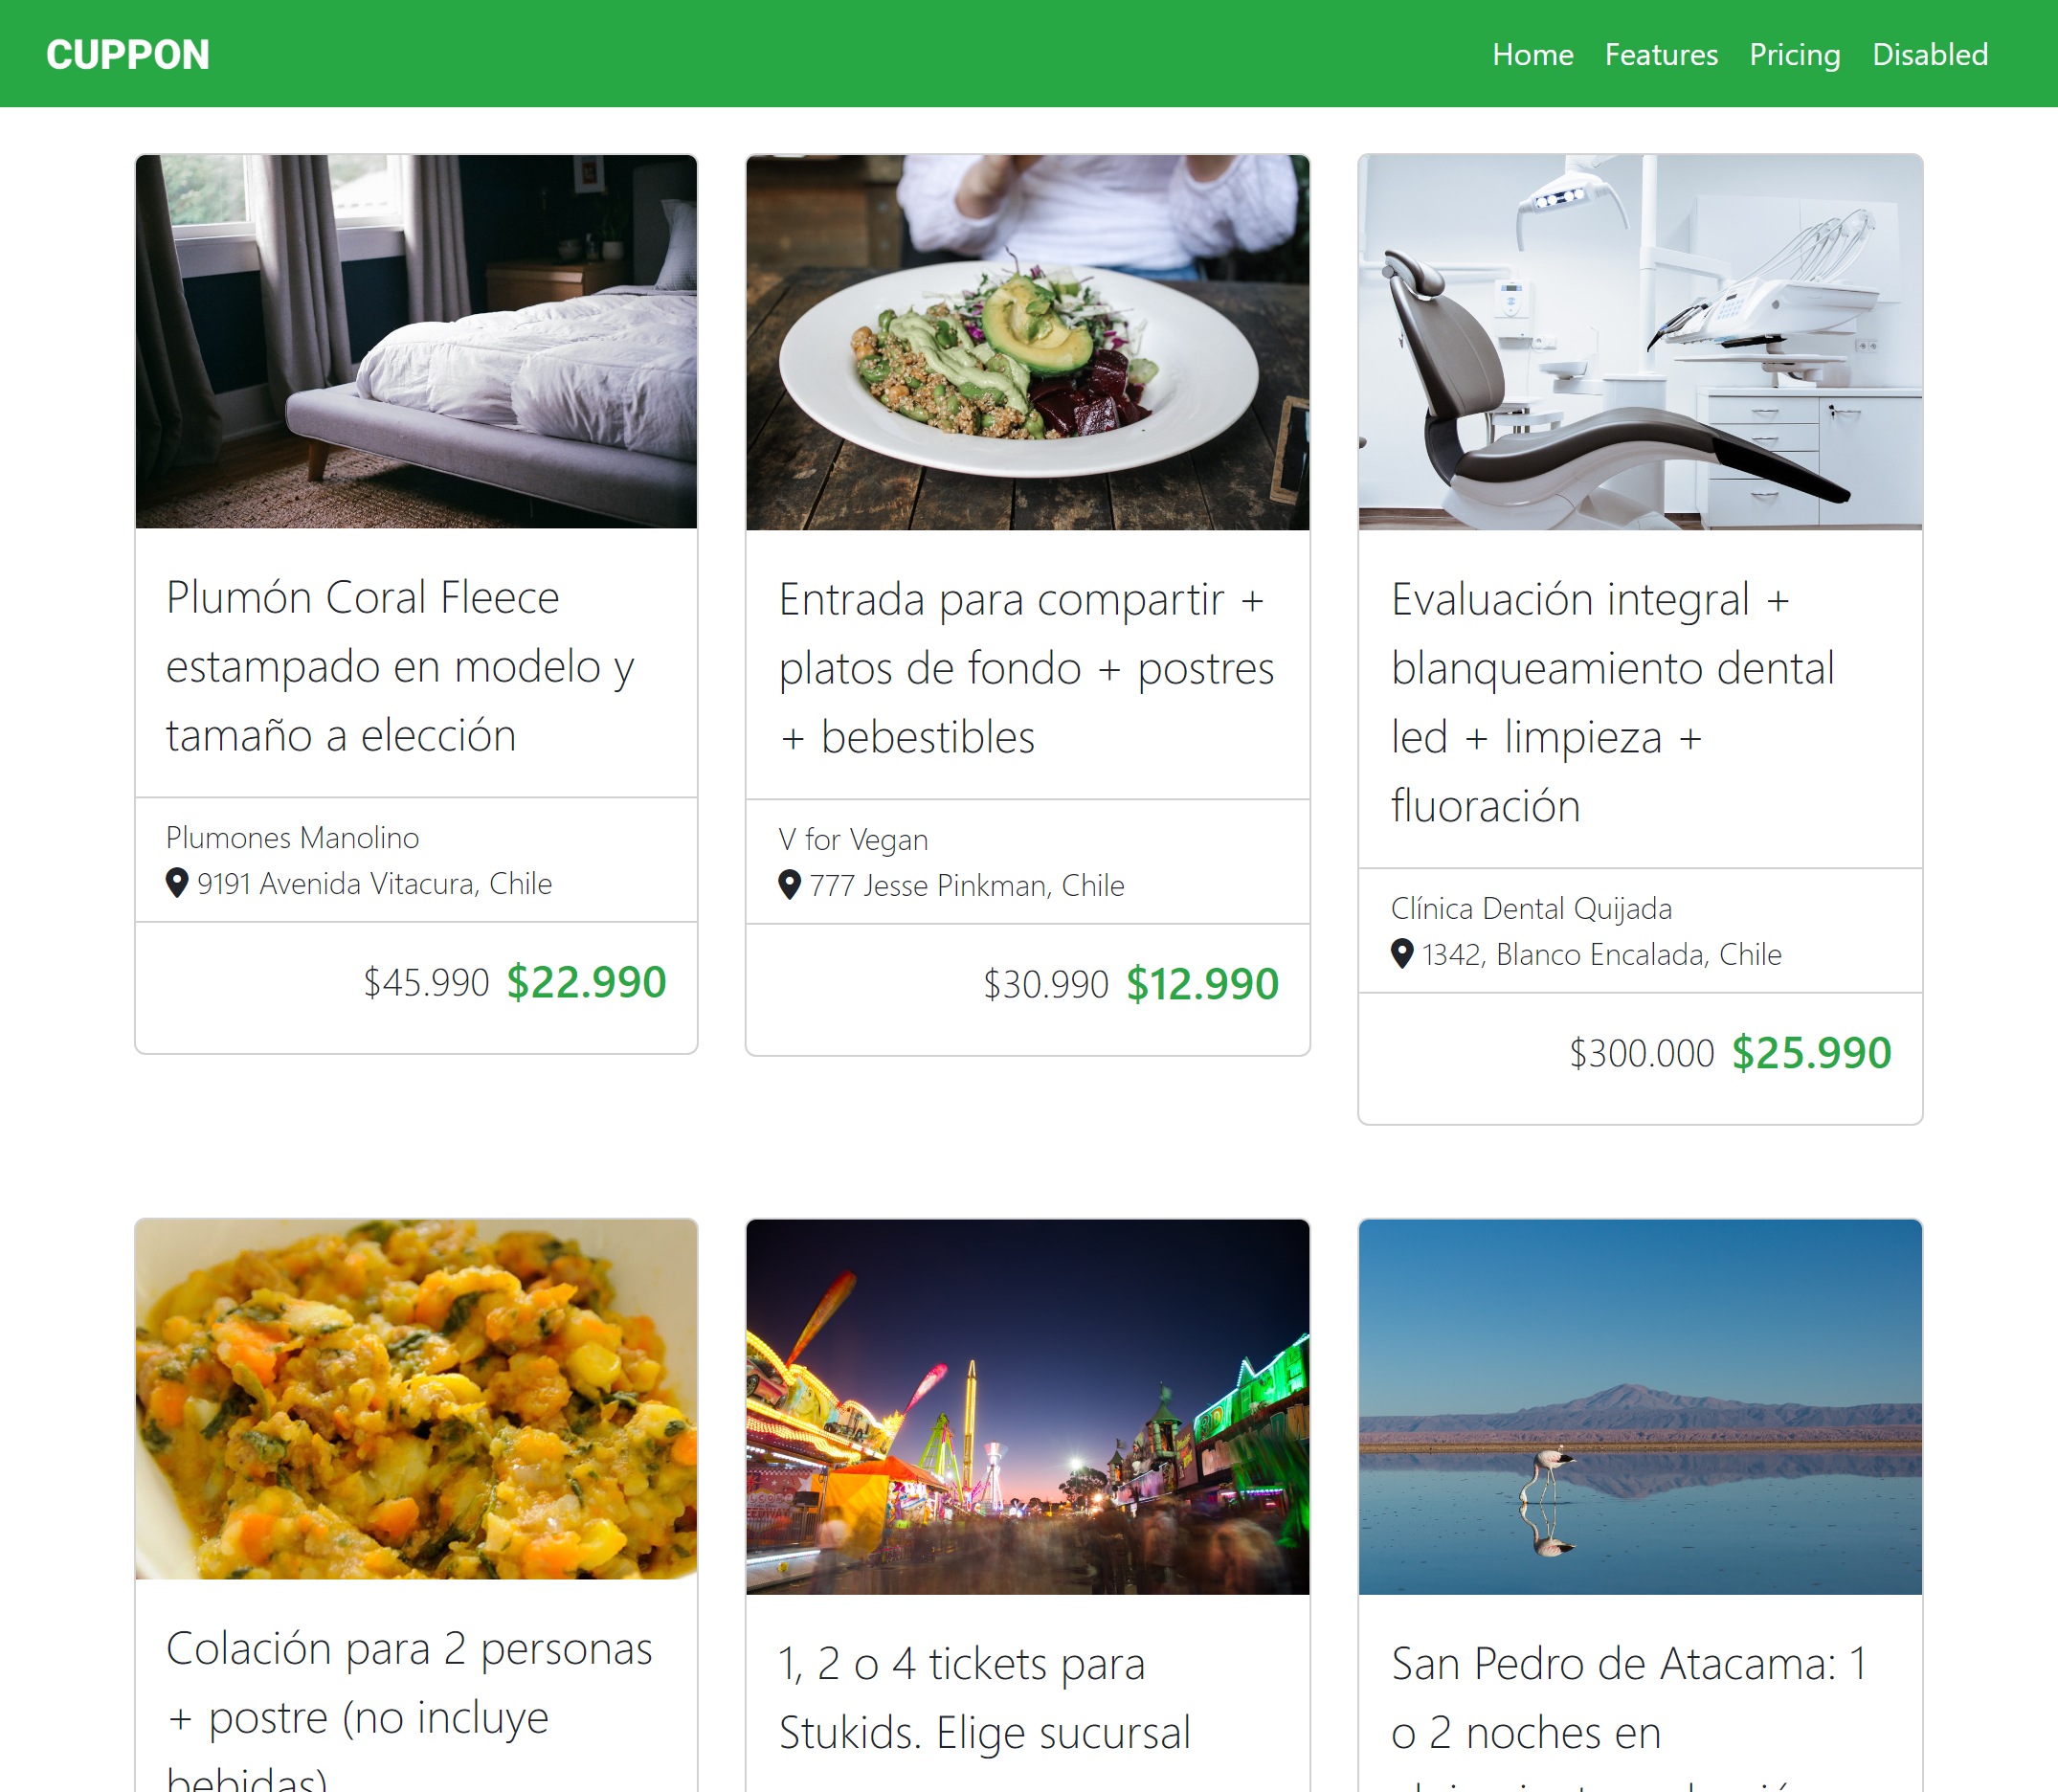 CUPPON
Home Features Pricing Disabled
Plumón Coral Fleece
estampado en modelo y
tamaño a elección
Plumones Manolino
9191 Avenida Vitacura, Chile
$45.990 $22.990
Entrada para compartir +
platos de fondo + postres
+ bebestibles
V for Vegan
777 Jesse Pinkman, Chile
$30.990 $12.990
Evaluación integral +
blanqueamiento dental
led + limpieza +
fluoración
Clínica Dental Quijada
1342, Blanco Encalada, Chile
$300.000 $25.990
Colación para 2 personas
+ postre (no incluye
bebidas)
1, 2 o 4 tickets para
Stukids. Elige sucursal
San Pedro de Atacama: 1
o 2 noches en